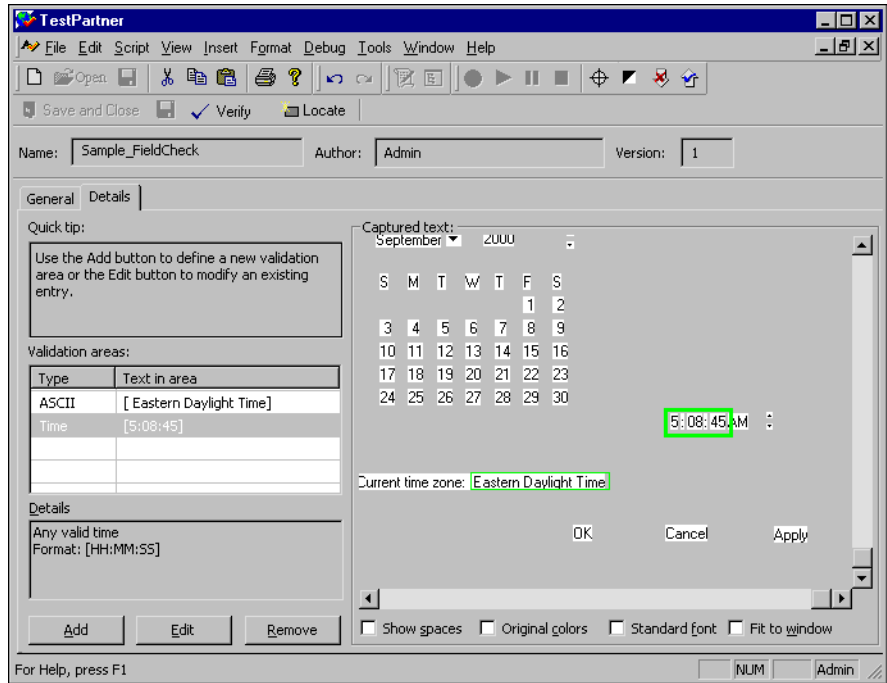 TestPartner
File Edit Script View Insert Format Debug Tools Window Help
Open
Save and Close Verify Locate
Name: Sample_FieldCheck Author: Admin Version: 1
General Details
Quick tip:
Use the Add button to define a new validation
area or the Edit button to modify an existing
entry.
Validation areas:
Type Text in area
ASCII [ Eastern Daylight Time]
Time [5:08:45]
Details
Any valid time
Format: [HH:MM:SS]
Add Edit Remove
Captured text:
September 2000
S M T W T F S
1 2
3 4 5 6 7 8 9
10 11 12 13 14 15 16
17 18 19 20 21 22 23
24 25 26 27 28 29 30
5:08:45 AM
Current time zone: Eastern Daylight Time
OK Cancel Apply
Show spaces Original colors Standard font Fit to window
For Help, press F1 NUM Admin